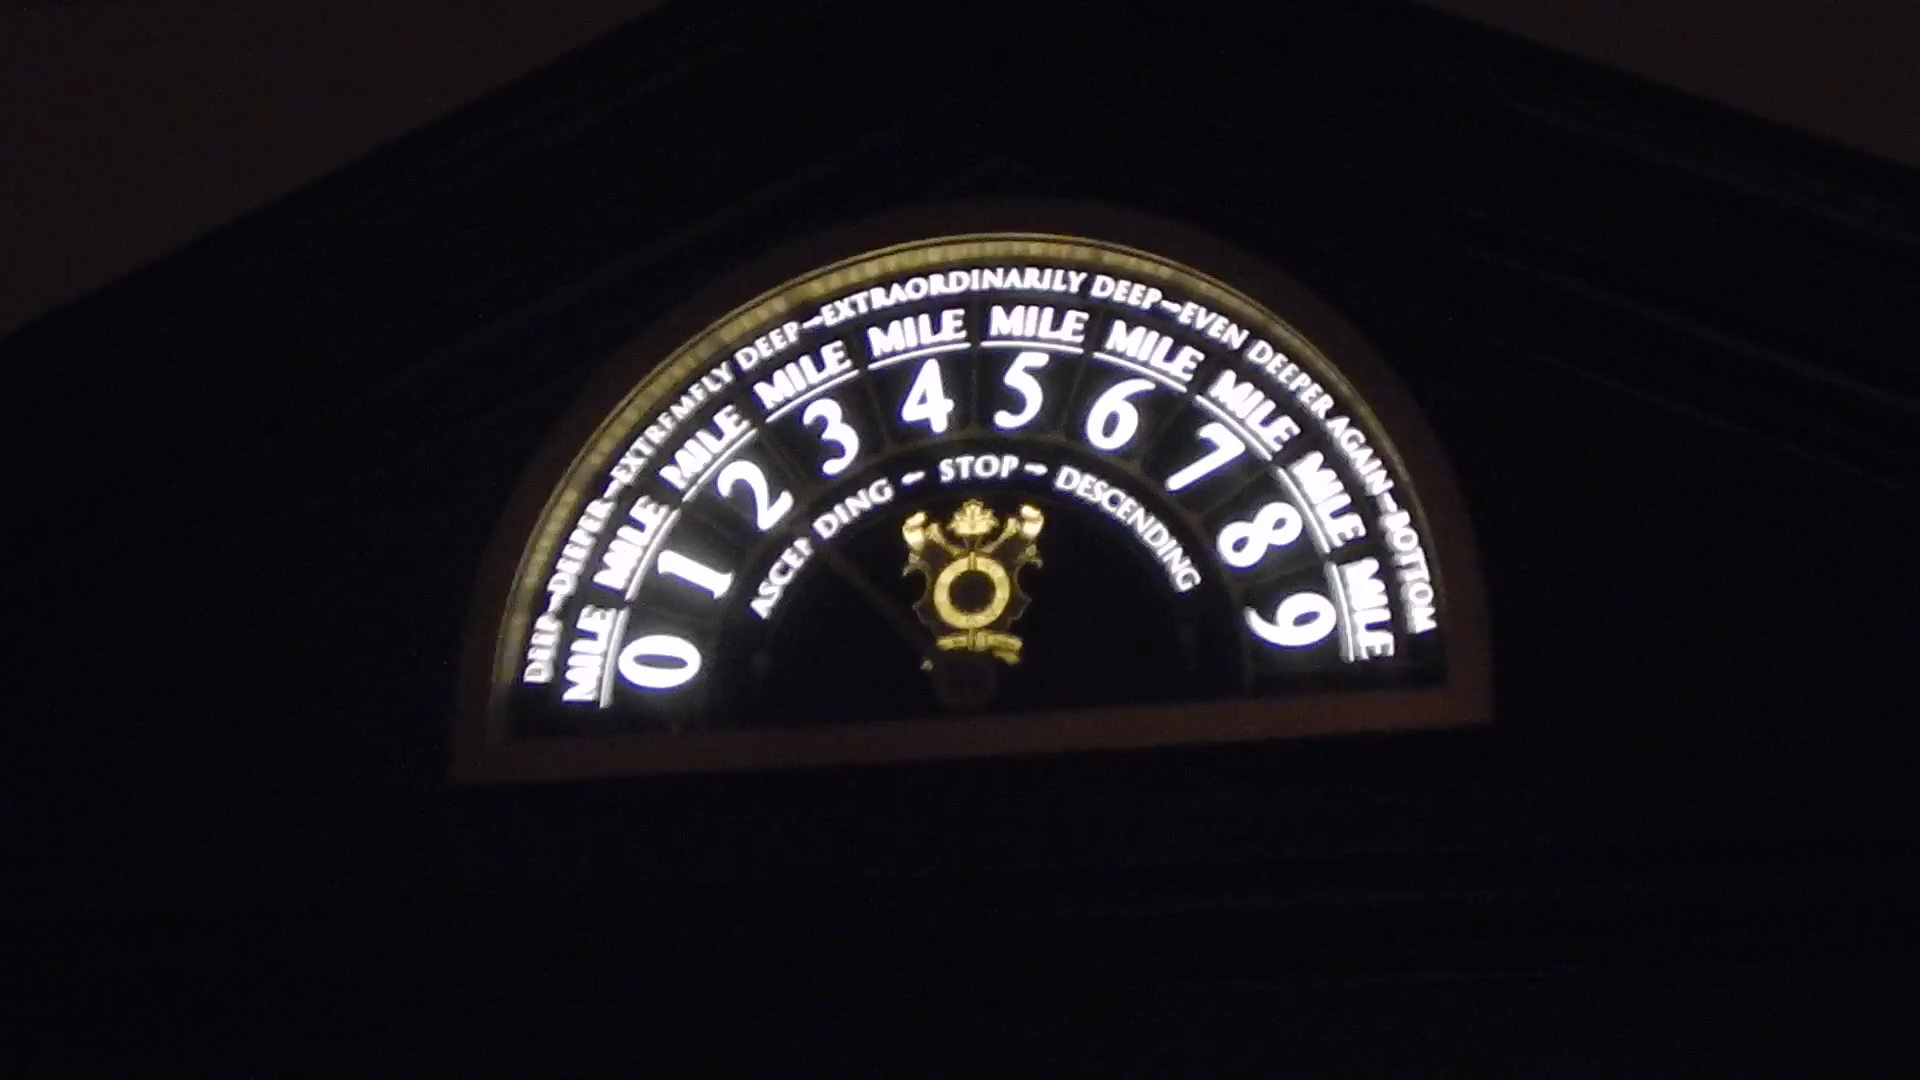 DEEP–DEEPER–EXTREMELY DEEP–EXTRAORDINARILY DEEP–EVEN DEEPER AGAIN–BOTTOM
MILE MILE MILE MILE MILE MILE MILE MILE MILE MILE
0 1 2 3 4 5 6 7 8 9
ASCENDING – STOP – DESCENDING